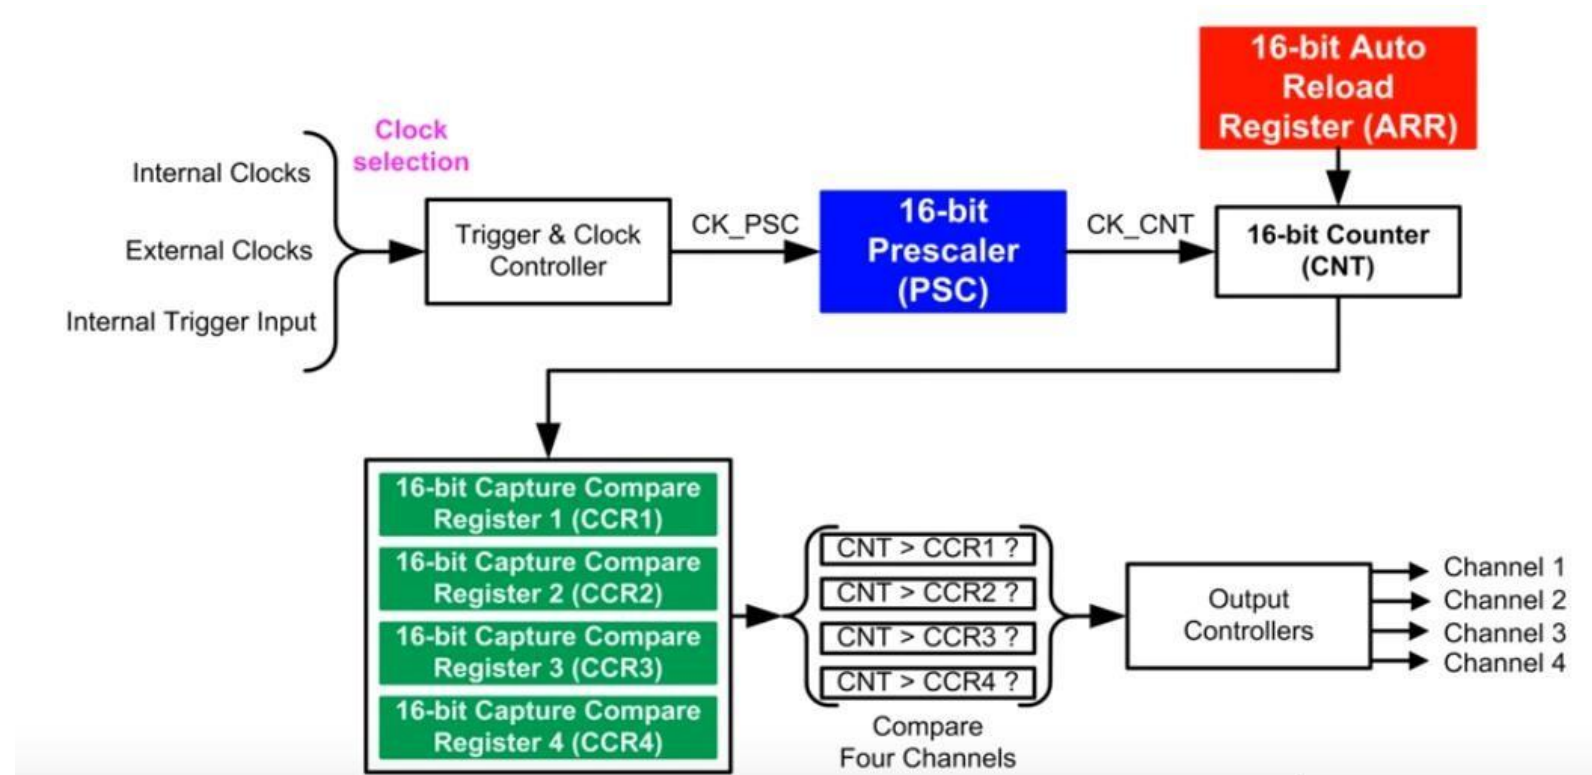 16-bit Auto
Reload
Register (ARR)
Clock
selection
Internal Clocks
External Clocks
Internal Trigger Input
Trigger & Clock
Controller
CK_PSC
16-bit
Prescaler
(PSC)
CK_CNT
16-bit Counter
(CNT)
16-bit Capture Compare
Register 1 (CCR1)
16-bit Capture Compare
Register 2 (CCR2)
16-bit Capture Compare
Register 3 (CCR3)
16-bit Capture Compare
Register 4 (CCR4)
CNT > CCR1 ?
CNT > CCR2 ?
CNT > CCR3 ?
CNT > CCR4 ?
Compare
Four Channels
Output
Controllers
Channel 1
Channel 2
Channel 3
Channel 4